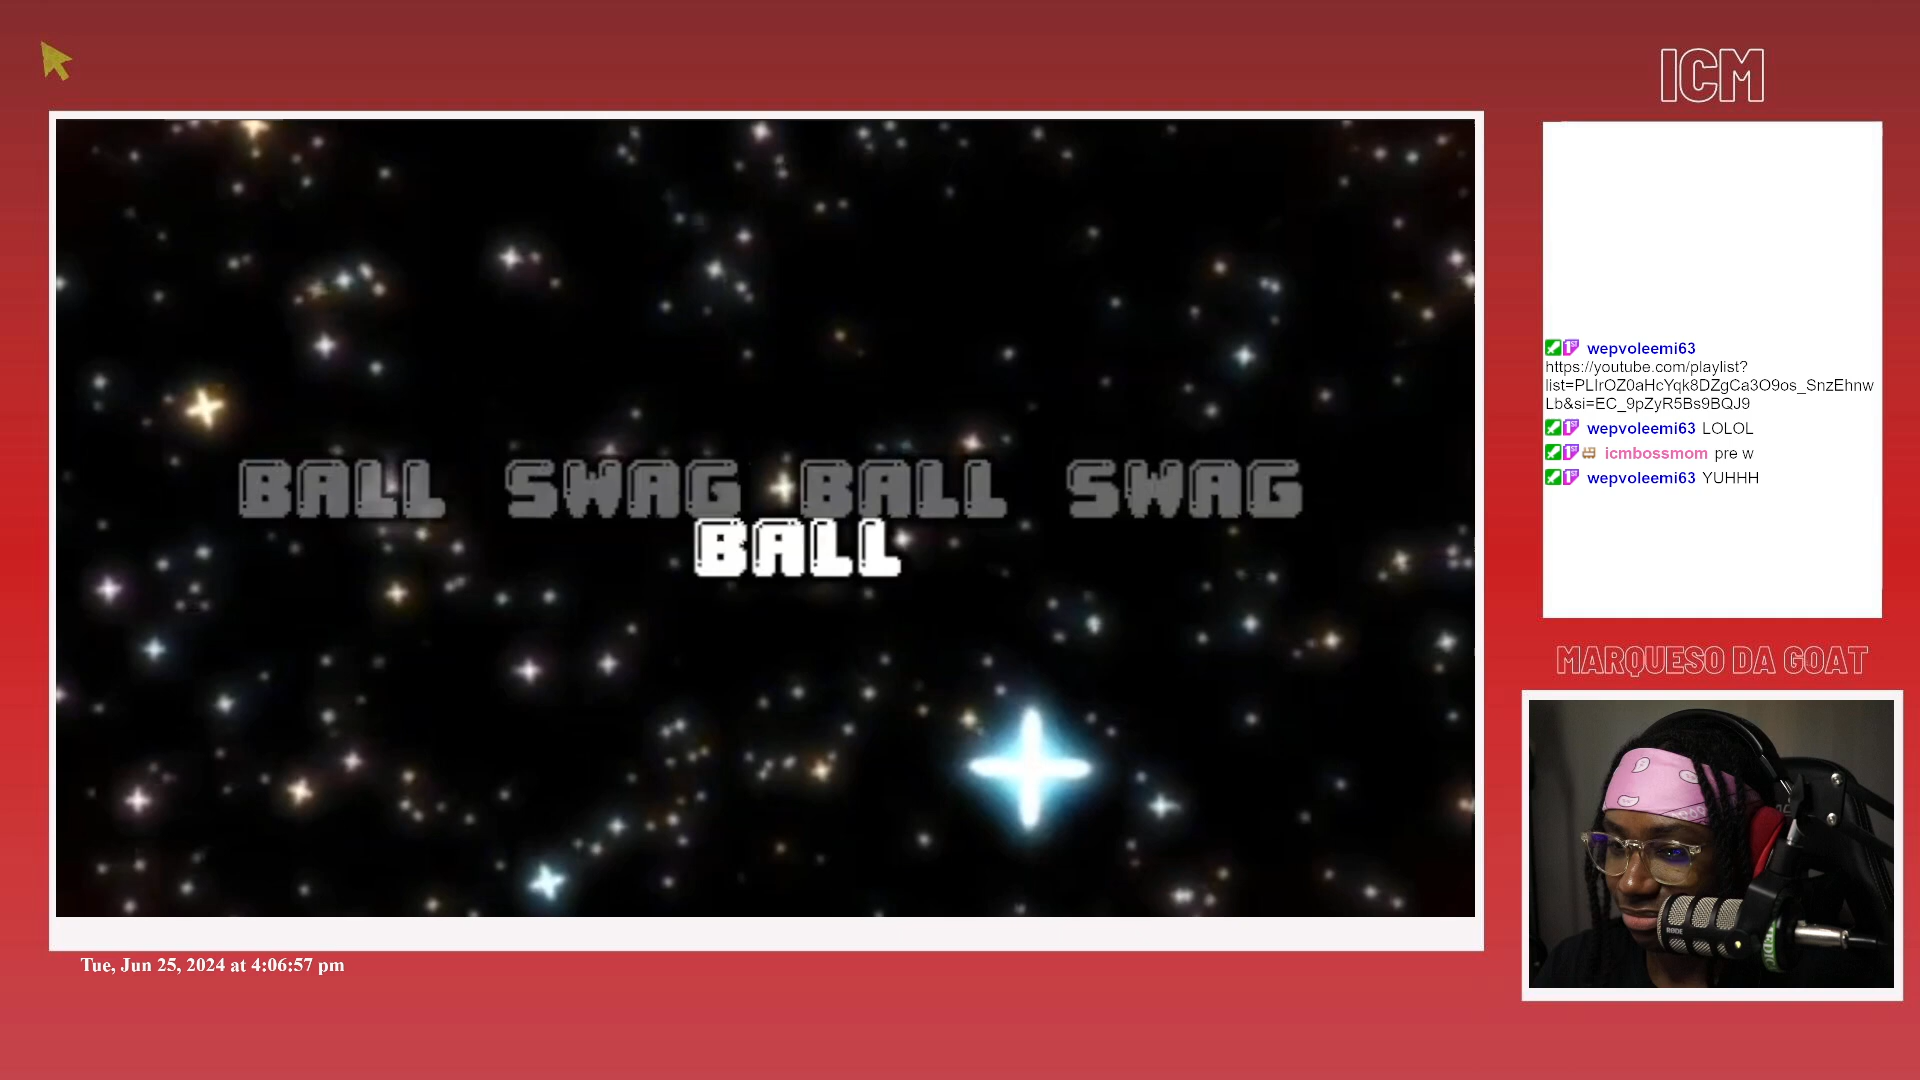 ICM
BALL SWAG BALL SWAG
BALL
wepvoleemi63
https://youtube.com/playlist?
list=PLIrOZ0aHcYqk8DZgCa3O9os_SnzEhnw
Lb&si=EC_9pZyR5Bs9BQJ9
wepvoleemi63 LOLOL
icmbossmom pre w
wepvoleemi63 YUHHH
MARQUESO DA GOAT
RODE
Tue, Jun 25, 2024 at 4:06:57 pm